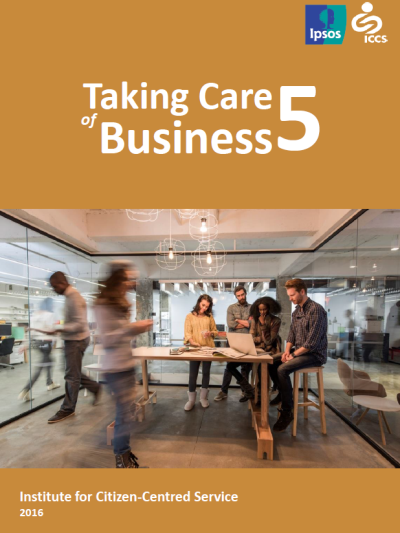 Ipsos
ICCS
Taking Care
of Business 5
Institute for Citizen-Centred Service
2016